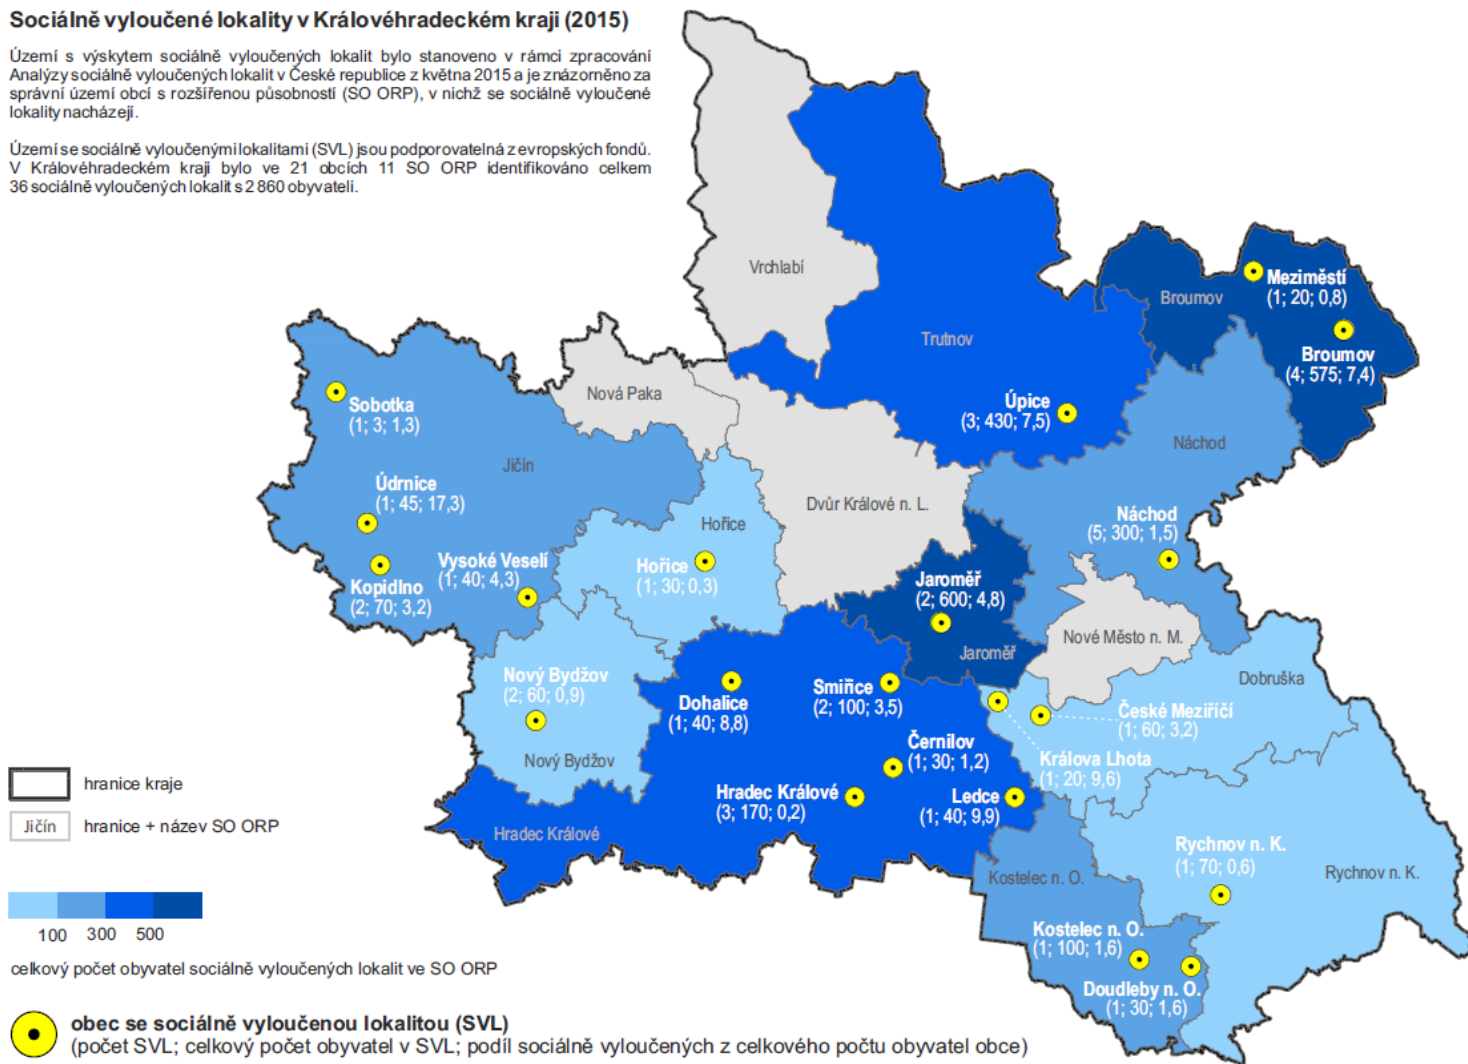 Sociálně vyloučené lokality v Královéhradeckém kraji (2015)
Území s výskytem sociálně vyloučených lokalit bylo stanoveno v rámci zpracování
Analýzy sociálně vyloučených lokalit v České republice z května 2015 a je znázorněno za
správní území obcí s rozšířenou působností (SO ORP), v nichž se sociálně vyloučené
lokality nacházejí.
Území se sociálně vyloučenými lokalitami (SVL) jsou podporovatelná z evropských fondů.
V Královéhradeckém kraji bylo ve 21 obcích 11 SO ORP identifikováno celkem
36 sociálně vyloučených lokalit s 2 860 obyvateli.
Vrchlabí
Trutnov
Broumov
Meziměstí
(1; 20; 0,8)
Broumov
(4; 575; 7,4)
Úpice
(3; 430; 7,5)
Náchod
Nová Paka
Sobotka
(1; 3; 1,3)
Jičín
Údrnice
(1; 45; 17,3)
Dvůr Králové n. L.
Náchod
(5; 300; 1,5)
Hořice
Hořice
(1; 30; 0,3)
Vysoké Veselí
(1; 40; 4,3)
Kopidlno
(2; 70; 3,2)
Jaroměř
(2; 600; 4,8)
Jaroměř
Nové Město n. M.
Dobruška
Nový Bydžov
(2; 60; 0,9)
Nový Bydžov
Dohalice
(1; 40; 8,8)
Smiřice
(2; 100; 3,5)
České Meziříčí
(1; 60; 3,2)
Černilov
(1; 30; 1,2)
Králova Lhota
(1; 20; 9,6)
Hradec Králové
(3; 170; 0,2)
Ledce
(1; 40; 9,9)
Hradec Králové
Rychnov n. K.
(1; 70; 0,6)
Rychnov n. K.
Kostelec n. O.
Kostelec n. O.
(1; 100; 1,6)
Doudleby n. O.
(1; 30; 1,6)
hranice kraje
Jičín hranice + název SO ORP
100 300 500
celkový počet obyvatel sociálně vyloučených lokalit ve SO ORP
obec se sociálně vyloučenou lokalitou (SVL)
(počet SVL; celkový počet obyvatel v SVL; podíl sociálně vyloučených z celkového počtu obyvatel obce)